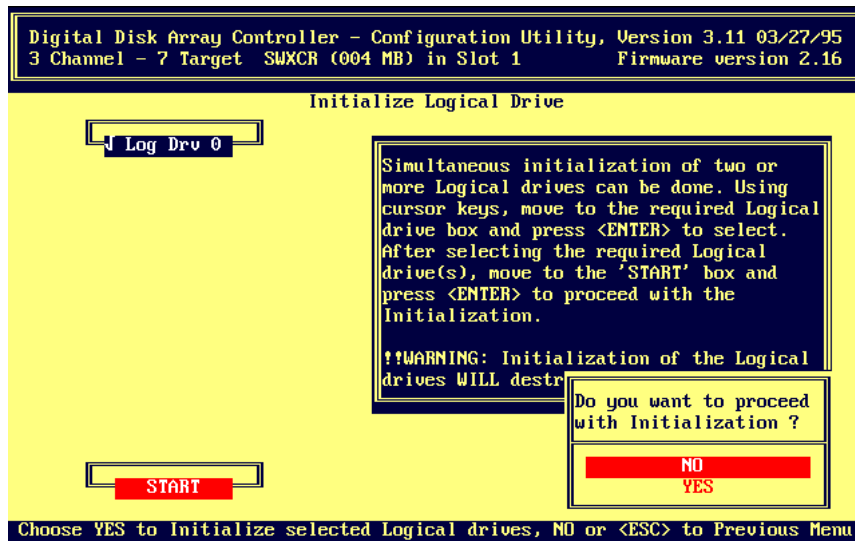 Digital Disk Array Controller - Configuration Utility, Version 3.11 03/27/95
3 Channel - 7 Target SWXCR (004 MB) in Slot 1 Firmware version 2.16
Initialize Logical Drive
√ Log Drv 0
Simultaneous initialization of two or
more Logical drives can be done. Using
cursor keys, move to the required Logical
drive box and press <ENTER> to select.
After selecting the required Logical
drive(s), move to the 'START' box and
press <ENTER> to proceed with the
Initialization.
!!WARNING: Initialization of the Logical
drives WILL destr
Do you want to proceed
with Initialization ?
NO
YES
START
Choose YES to Initialize selected Logical drives, NO or <ESC> to Previous Menu